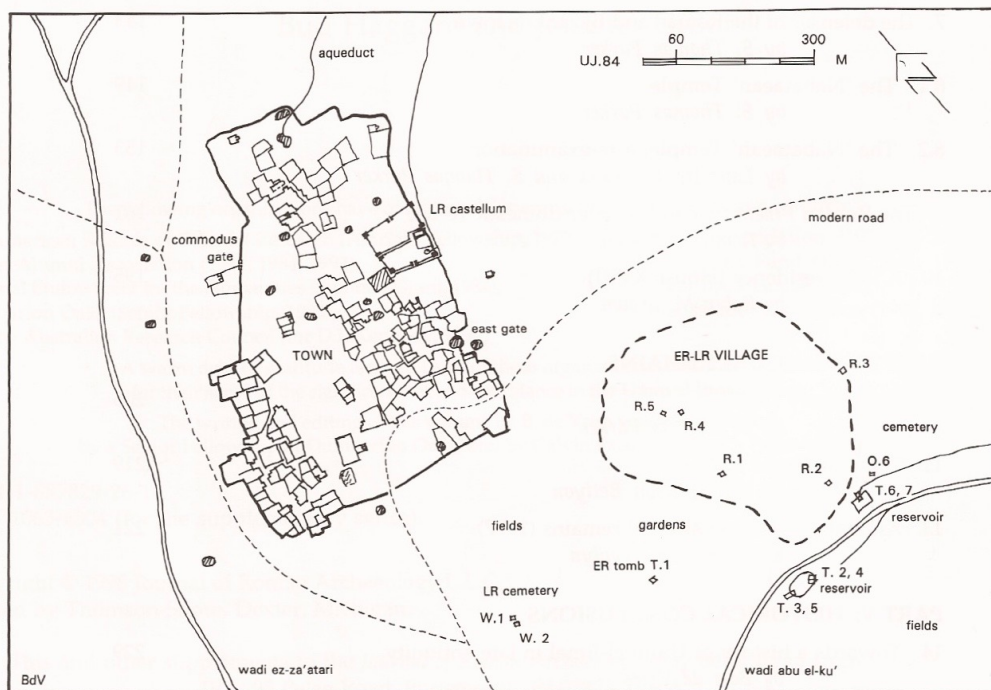 aqueduct
UJ.84
60
300
M
LR castellum
modern road
commodus
gate
east gate
TOWN
ER-LR VILLAGE
R.3
R.5
R.4
cemetery
R.1
R.2
O.6
T.6, 7
reservoir
fields
gardens
ER tomb T.1
T. 2, 4
reservoir
LR cemetery
T. 3, 5
W.1
W. 2
fields
wadi ez-za'atari
wadi abu el-ku'
BdV